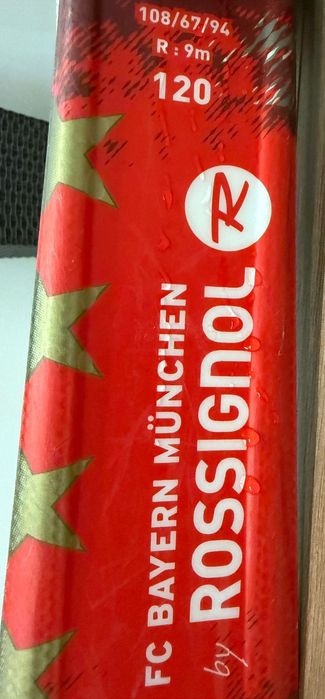 108/67/94
R : 9m
120
R
FC BAYERN MÜNCHEN
by ROSSIGNOL